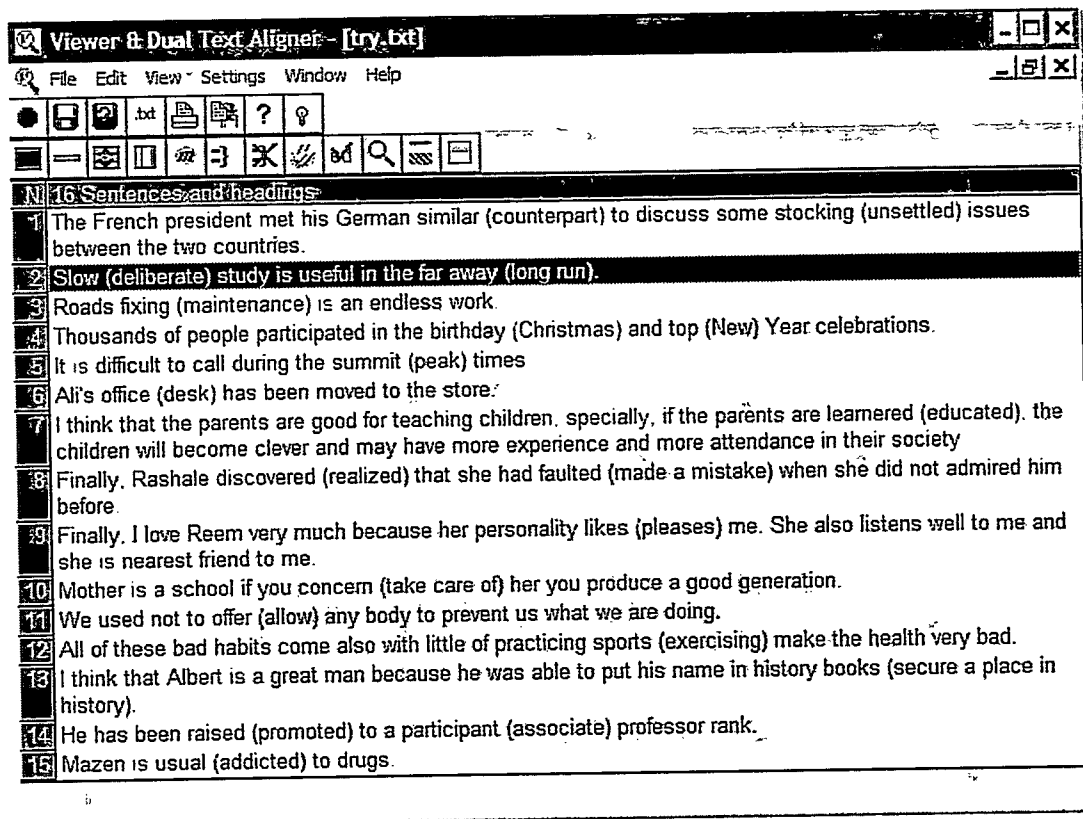 Viewer & Dual Text Aligner - [try.txt]
File Edit View Settings Window Help
.txt ?
ad
N 16 Sentences and headings
1 The French president met his German similar (counterpart) to discuss some stocking (unsettled) issues
between the two countries.
2 Slow (deliberate) study is useful in the far away (long run).
3 Roads fixing (maintenance) is an endless work.
4 Thousands of people participated in the birthday (Christmas) and top (New) Year celebrations.
5 It is difficult to call during the summit (peak) times
6 Ali's office (desk) has been moved to the store.
7 I think that the parents are good for teaching children, specially, if the parents are learnered (educated). the
children will become clever and may have more experience and more attendance in their society
8 Finally, Rashale discovered (realized) that she had faulted (made a mistake) when she did not admired him
before.
9 Finally, I love Reem very much because her personality likes (pleases) me. She also listens well to me and
she is nearest friend to me.
10 Mother is a school if you concern (take care of) her you produce a good generation.
11 We used not to offer (allow) any body to prevent us what we are doing.
12 All of these bad habits come also with little of practicing sports (exercising) make the health very bad.
13 I think that Albert is a great man because he was able to put his name in history books (secure a place in
history).
14 He has been raised (promoted) to a participant (associate) professor rank.
15 Mazen is usual (addicted) to drugs.